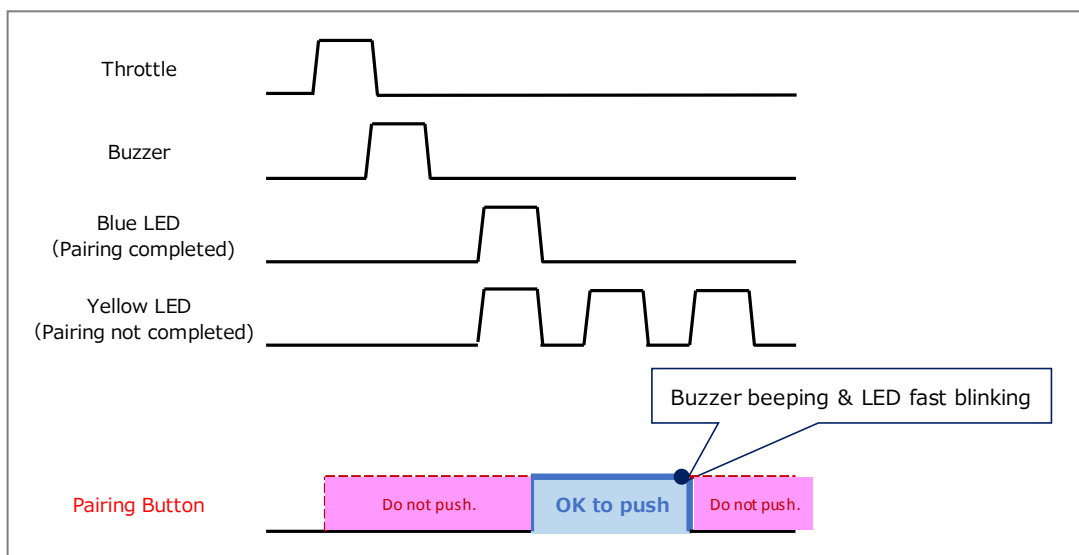 Throttle
Buzzer
Blue LED
(Pairing completed)
Yellow LED
(Pairing not completed)
Buzzer beeping & LED fast blinking
Pairing Button
Do not push.
OK to push
Do not push.